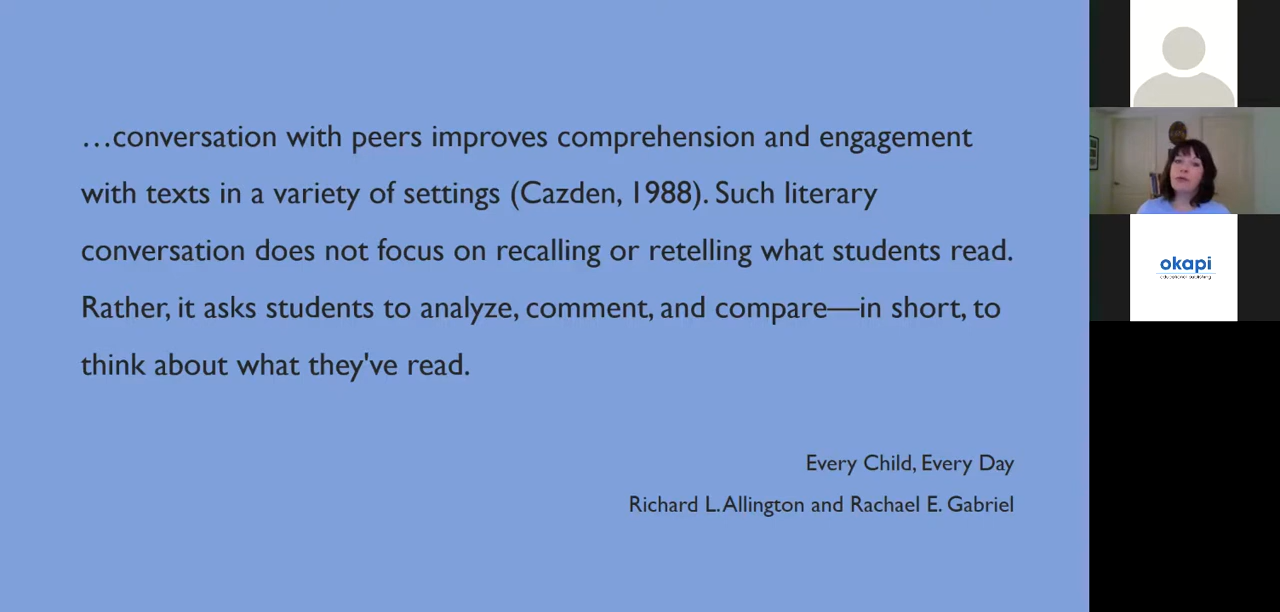 …conversation with peers improves comprehension and engagement
with texts in a variety of settings (Cazden, 1988). Such literary
conversation does not focus on recalling or retelling what students read.
Rather, it asks students to analyze, comment, and compare—in short, to
think about what they've read.
Every Child, Every Day
Richard L. Allington and Rachael E. Gabriel
okapi
educational publishing